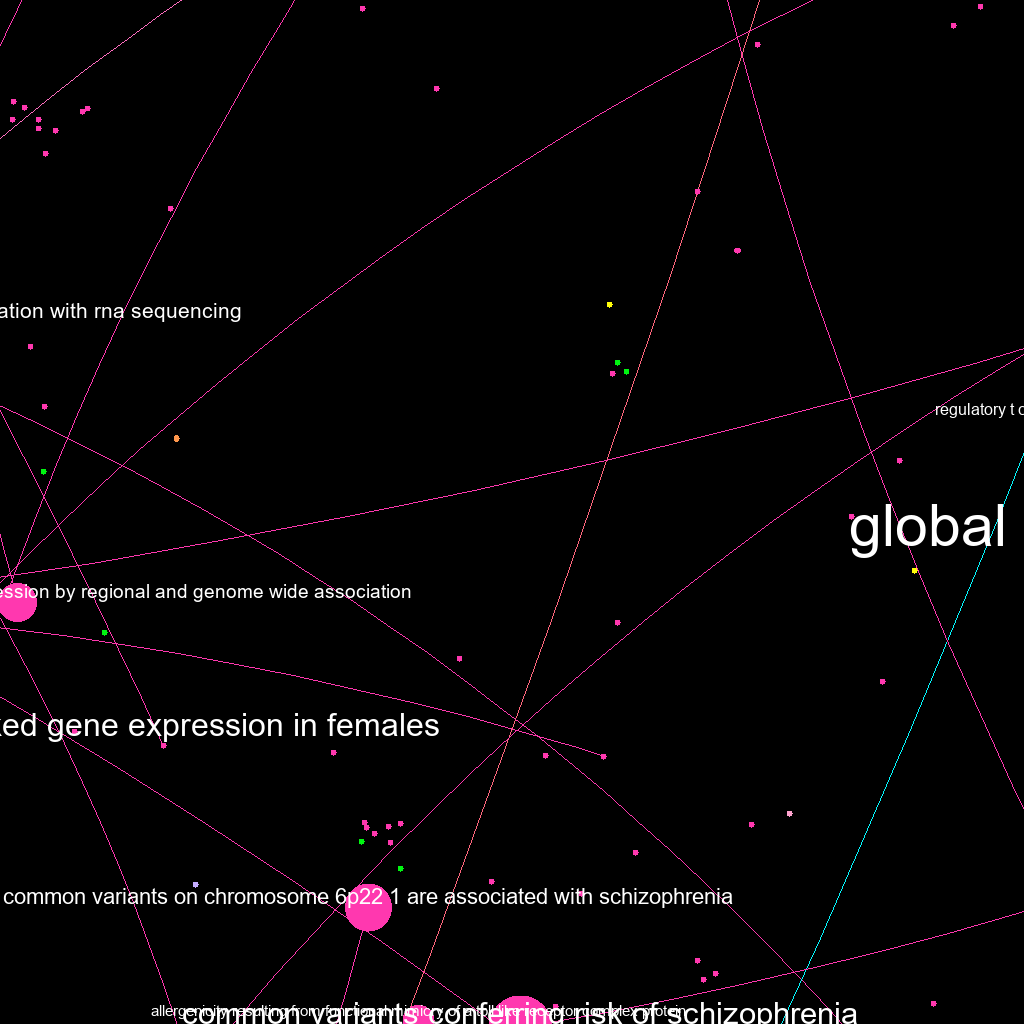 ation with rna sequencing
regulatory t c
global
ession by regional and genome wide association
ked gene expression in females
common variants on chromosome 6p22 1 are associated with schizophrenia
allergenicity resulting from functional mimicry of a toll like receptor complex protein
common variants conferring risk of schizophrenia